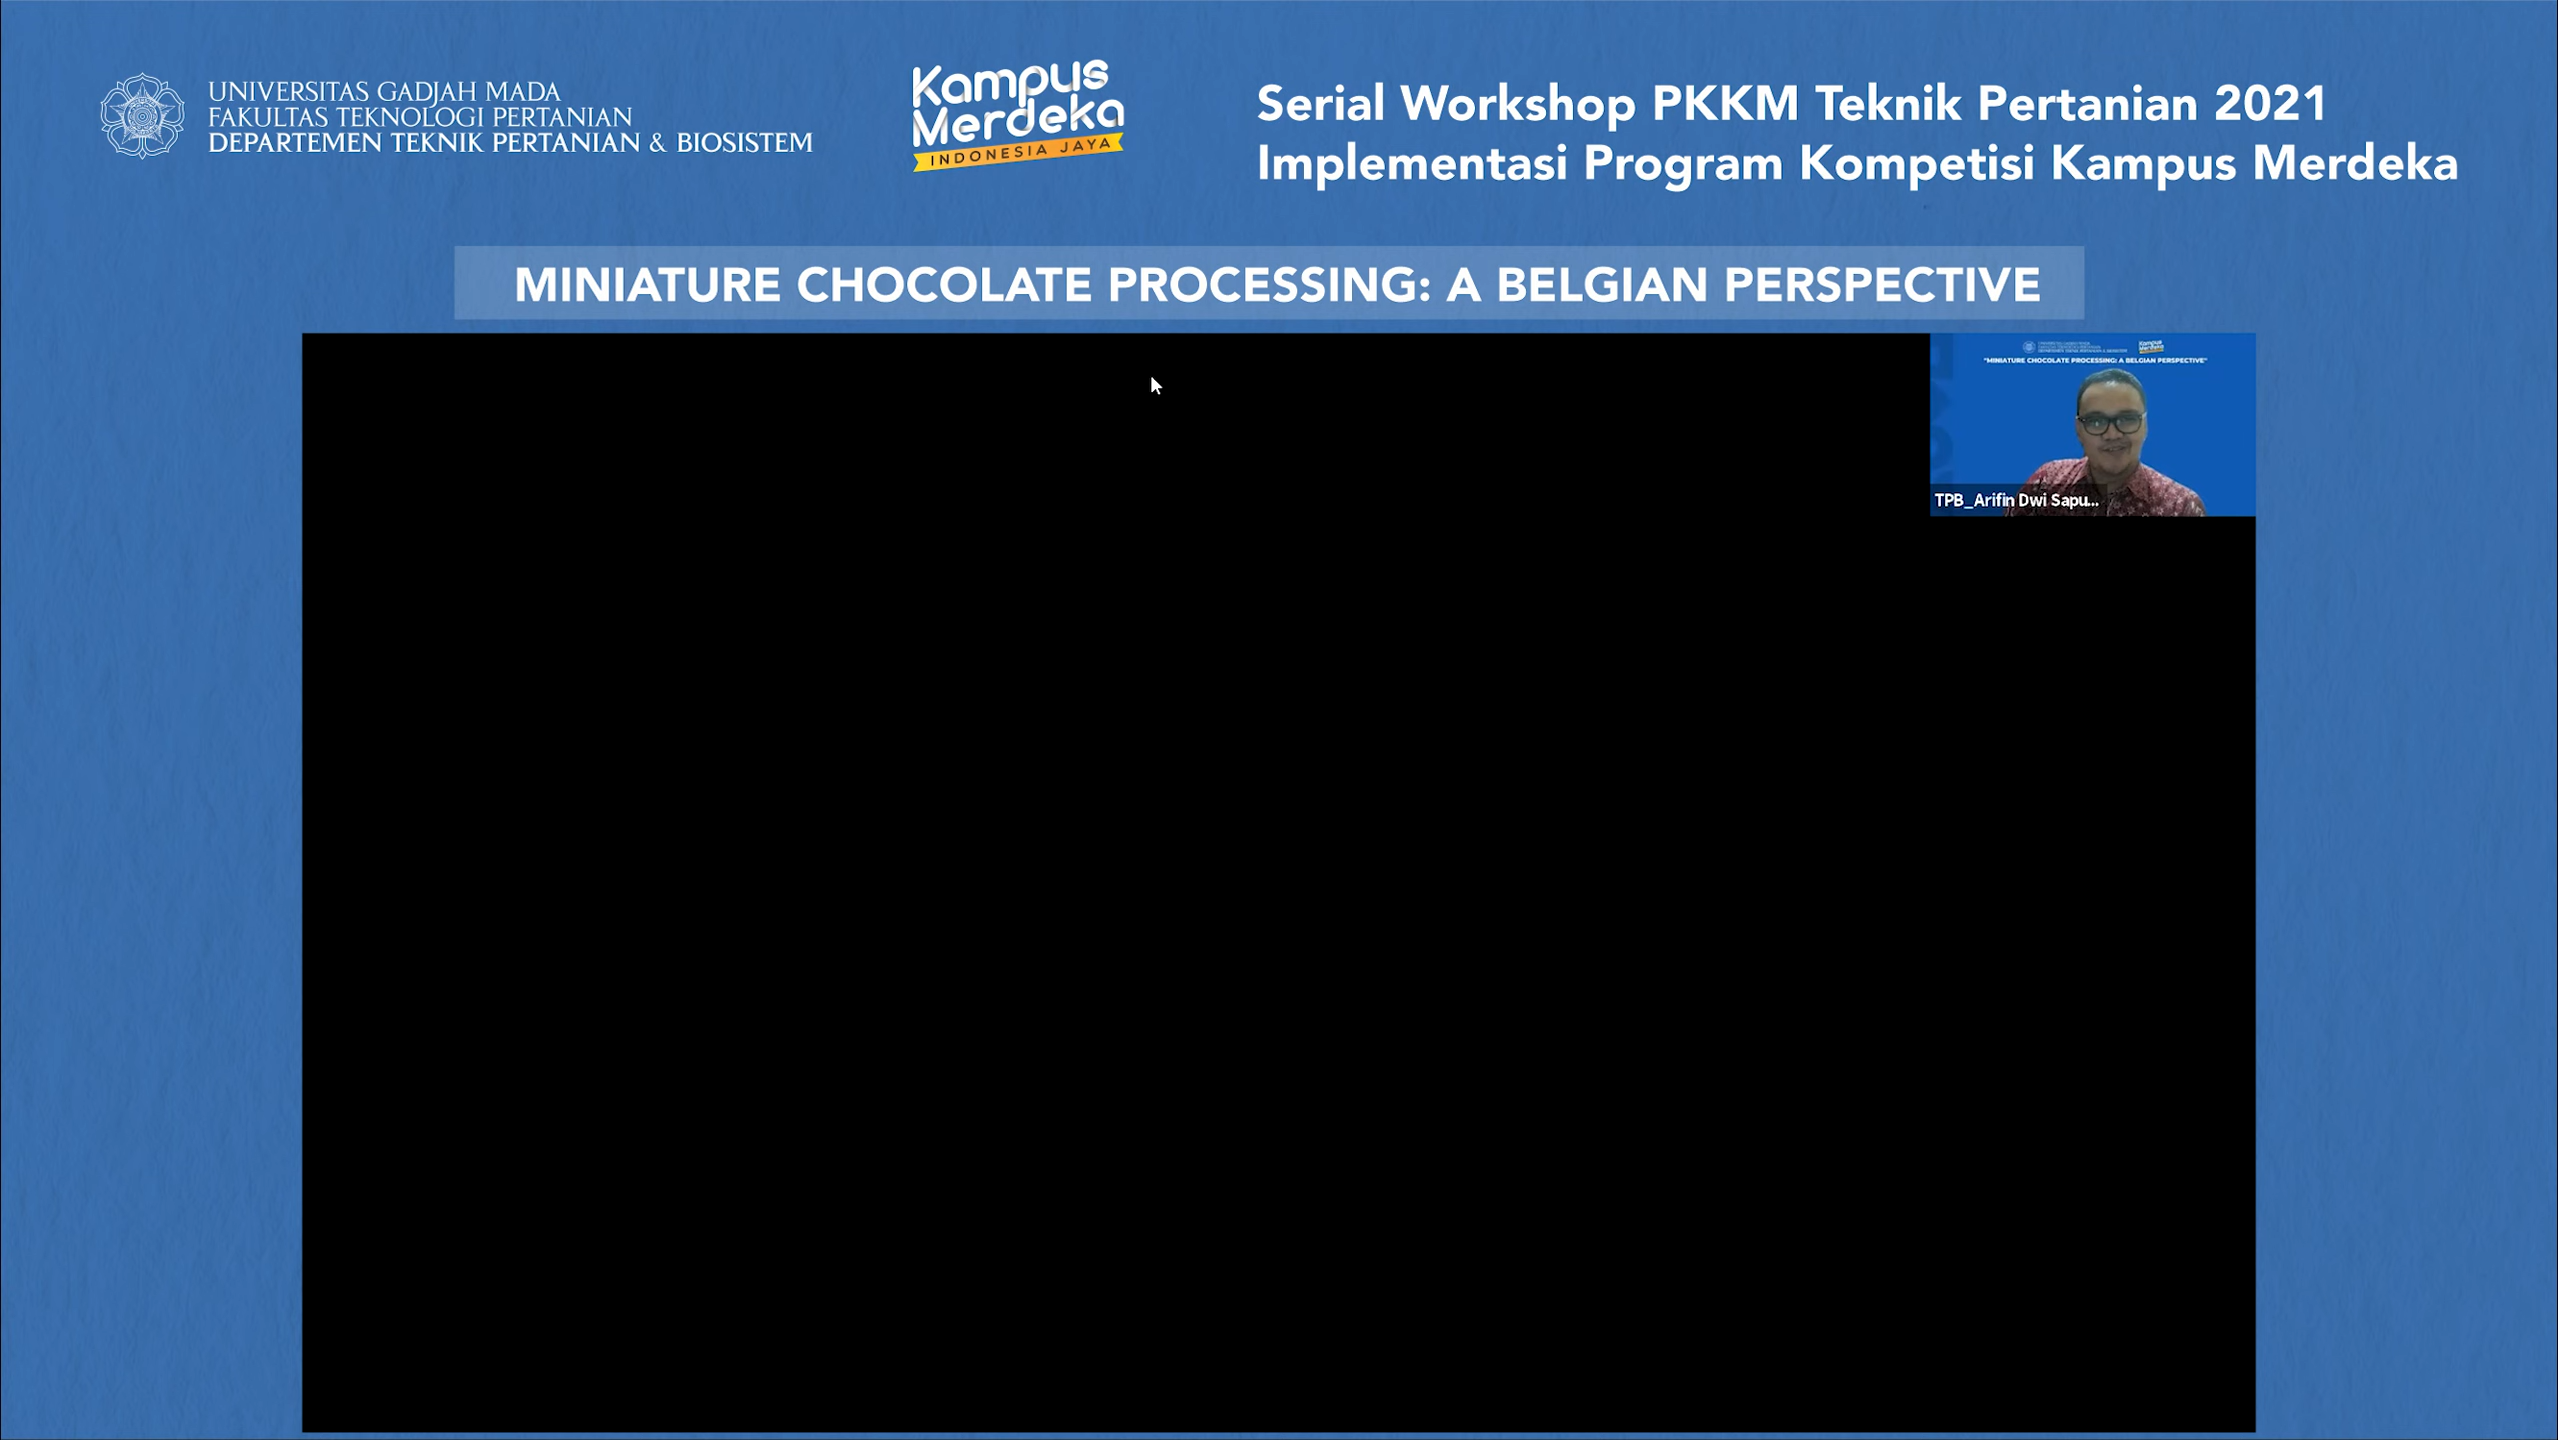 UNIVERSITAS GADJAH MADA
FAKULTAS TEKNOLOGI PERTANIAN
DEPARTEMEN TEKNIK PERTANIAN & BIOSISTEM
Kampus
Merdeka
INDONESIA JAYA
Serial Workshop PKKM Teknik Pertanian 2021
Implementasi Program Kompetisi Kampus Merdeka
MINIATURE CHOCOLATE PROCESSING: A BELGIAN PERSPECTIVE
Kampus
Merdeka
"MINIATURE CHOCOLATE PROCESSING: A BELGIAN PERSPECTIVE"
TPB_Arifin Dwi Sapu...